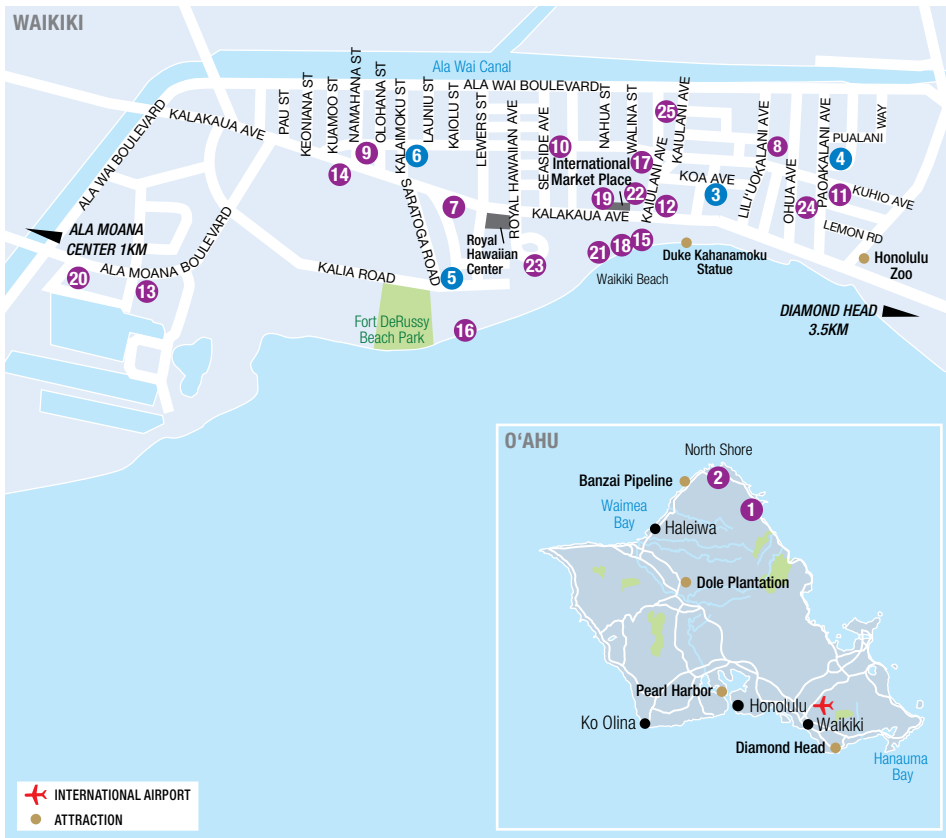 WAIKIKI
Ala Wai Canal
ALA WAI BOULEVARD
ALA WAI BOULEVARD
KALAKAUA AVE
PAU ST
KEONIANA ST
KUAMOO ST
NAMAHANA ST
OLOHANA ST
KALAIMOKU ST
LAUNIU ST
KAIOLU ST
LEWERS ST
ROYAL HAWAIIAN AVE
SEASIDE AVE
NAHUA ST
WALINA ST
KAIULANI AVE
KAIULANI AVE
LILI`UOKALANI AVE
OHUA AVE
PAOAKALANI AVE
PUALANI
WAY
25
9
6
10
8
4
14
International
Market Place
17
KOA AVE
3
11
KUHIO AVE
7
19
22
12
24
SARATOGA ROAD
KALAKAUA AVE
LEMON RD
ALA MOANA
CENTER 1KM
Royal
Hawaiian
Center
21
18
15
Duke Kahanamoku
Statue
Honolulu
Zoo
20
13
ALA MOANA BOULEVARD
KALIA ROAD
5
23
Waikiki Beach
DIAMOND HEAD
3.5KM
Fort DeRussy
Beach Park
16
O‘AHU
North Shore
Banzai Pipeline
2
1
Waimea
Bay
Haleiwa
Dole Plantation
Pearl Harbor
Honolulu
Ko Olina
Waikiki
Diamond Head
Hanauma
Bay
INTERNATIONAL AIRPORT
ATTRACTION